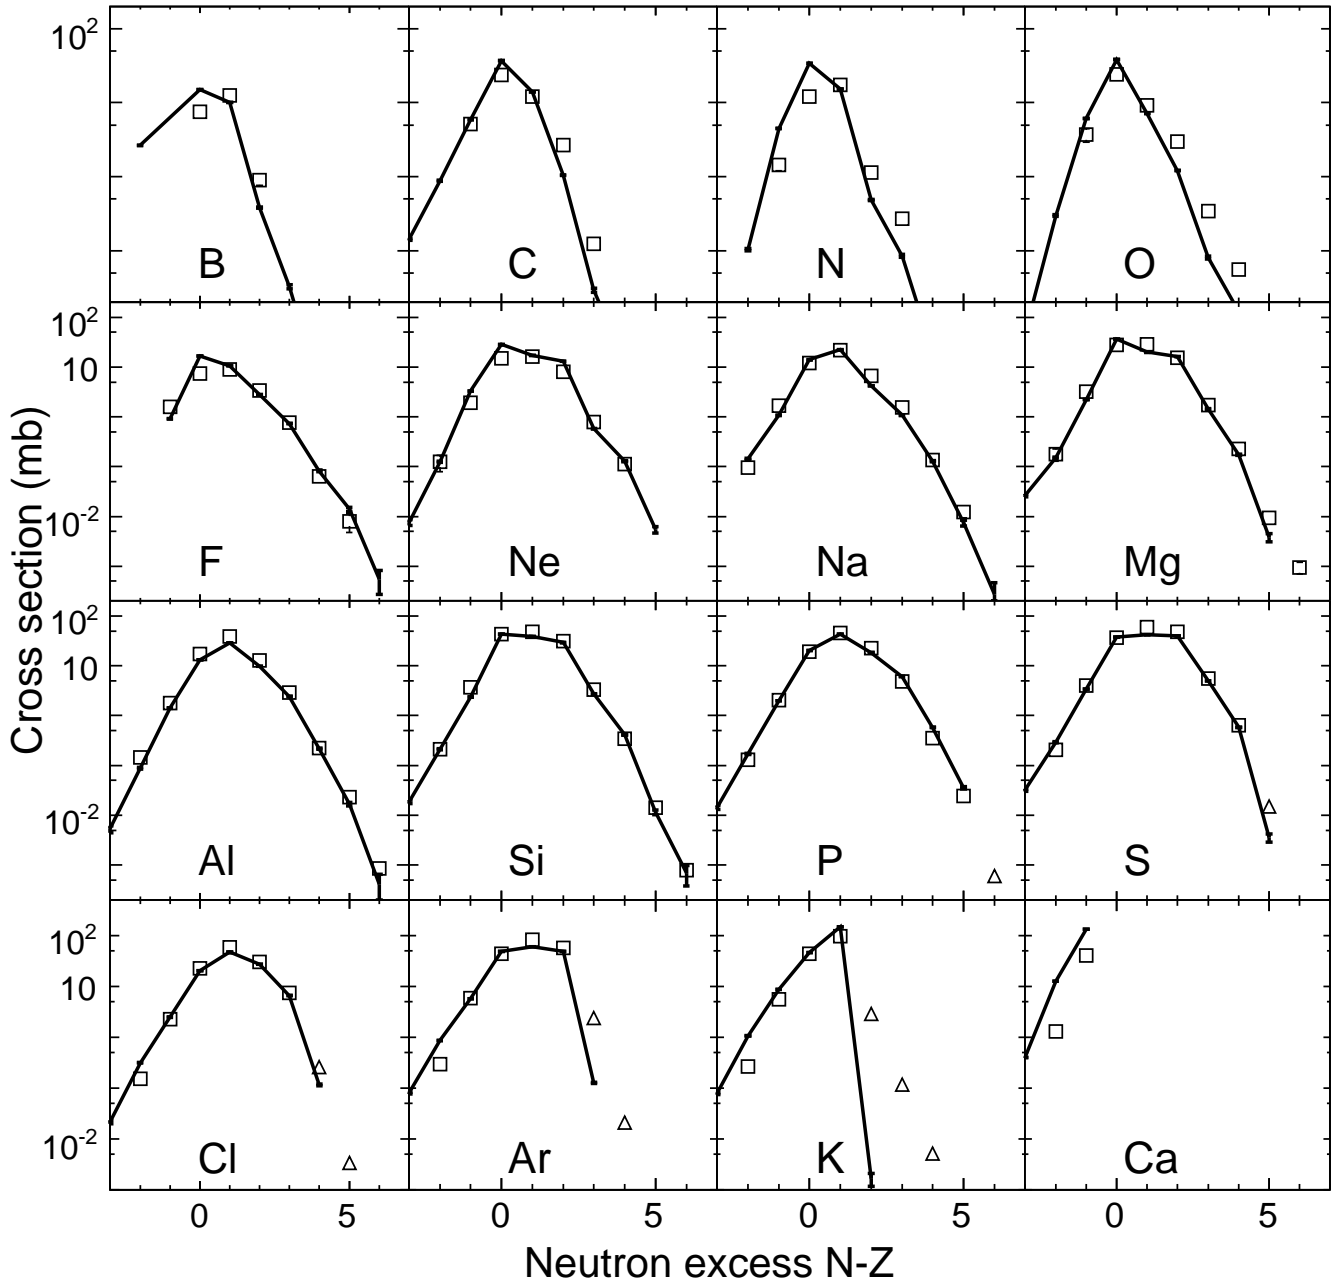 10²
B
C
N
O
10²
10
10⁻²
F
Ne
Na
Mg
10²
10
10⁻²
Al
Si
P
S
10²
10
10⁻²
Cl
Ar
K
Ca
0 5 0 5 0 5 0 5
Neutron excess N-Z
Cross section (mb)